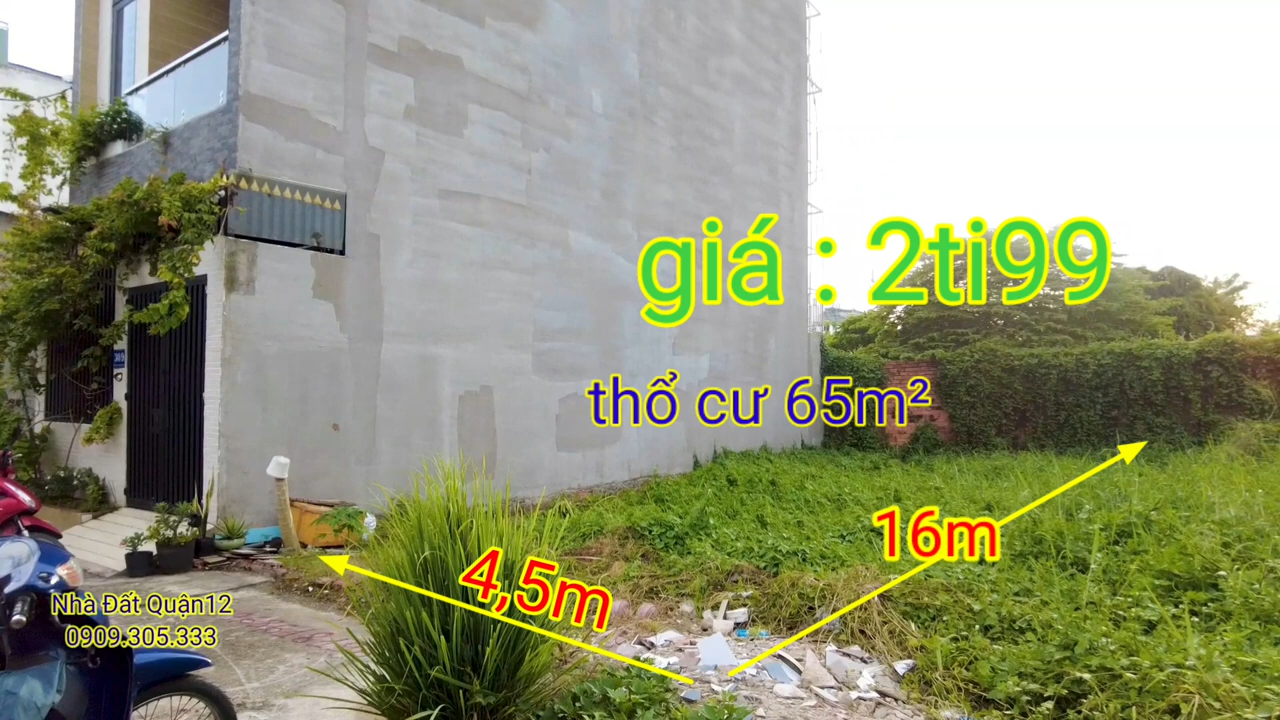 giá : 2ti99
thổ cư 65m²
16m
4,5m
Nhà Đất Quận12
0909.305.333